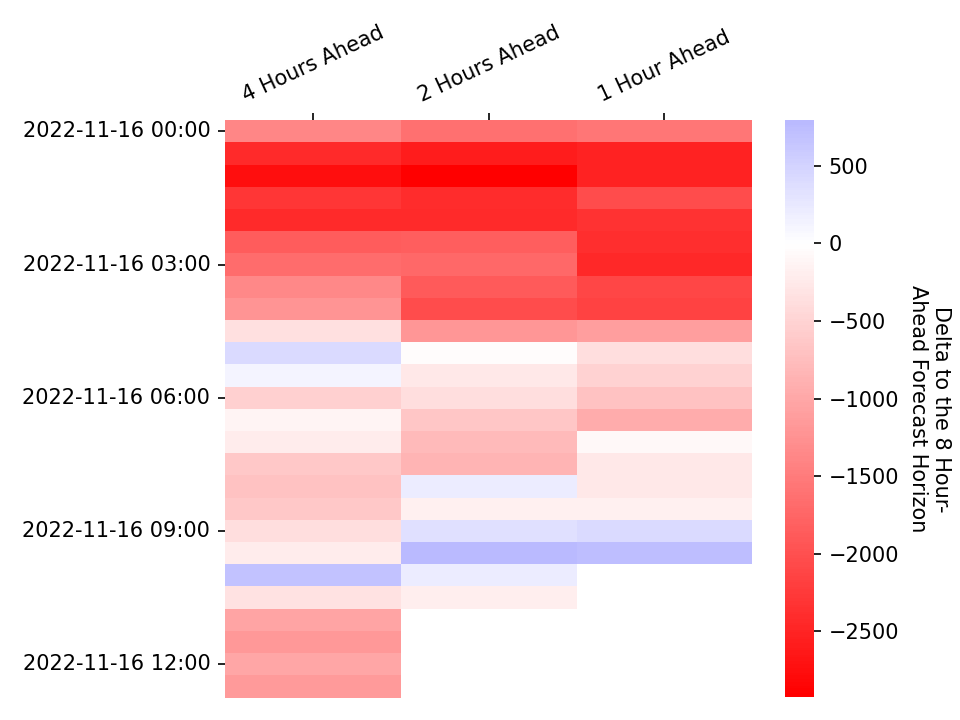 4 Hours Ahead
2 Hours Ahead
1 Hour Ahead
2022-11-16 00:00
2022-11-16 03:00
2022-11-16 06:00
2022-11-16 09:00
2022-11-16 12:00
500
0
−500
−1000
−1500
−2000
−2500
Delta to the 8 Hour-
Ahead Forecast Horizon